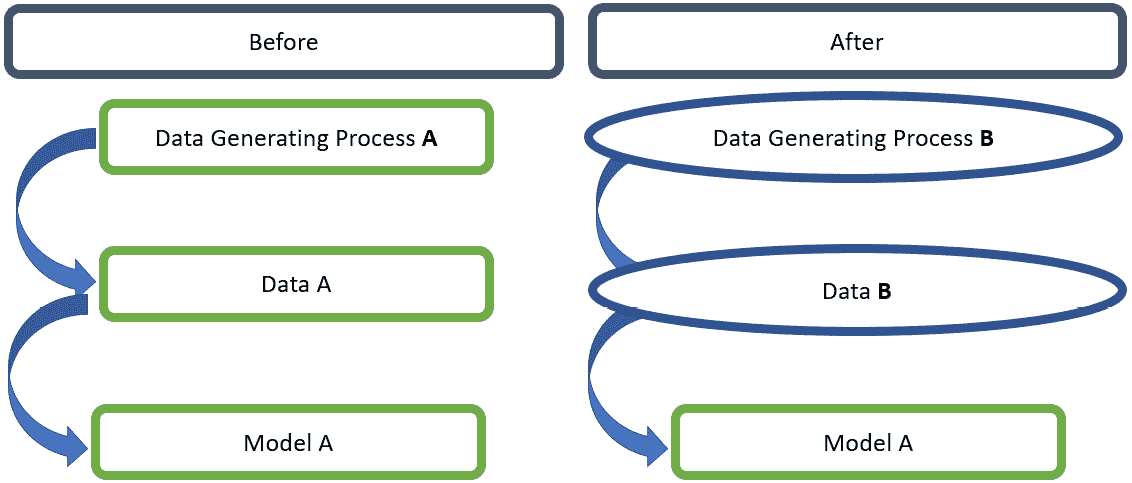 Before
Data Generating Process A
Data A
Model A
After
Data Generating Process B
Data B
Model A